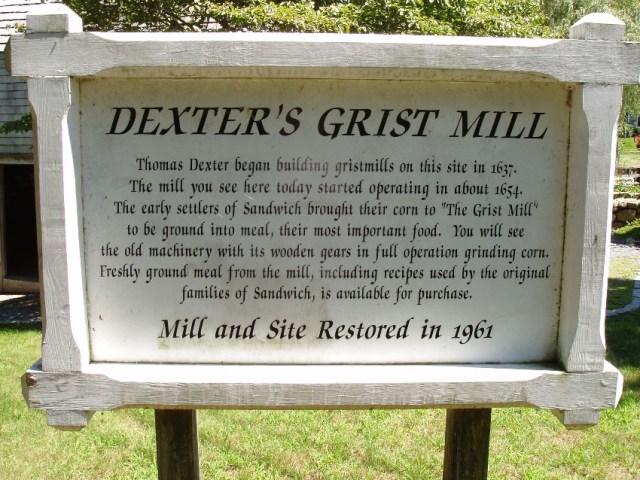 DEXTER'S GRIST MILL
Thomas Dexter began building gristmills on this site in 1637.
The mill you see here today started operating in about 1654.
The early settlers of Sandwich brought their corn to "The Grist Mill"
to be ground into meal, their most important food. You will see
the old machinery with its wooden gears in full operation grinding corn.
Freshly ground meal from the mill, including recipes used by the original
families of Sandwich, is available for purchase.
Mill and Site Restored in 1961